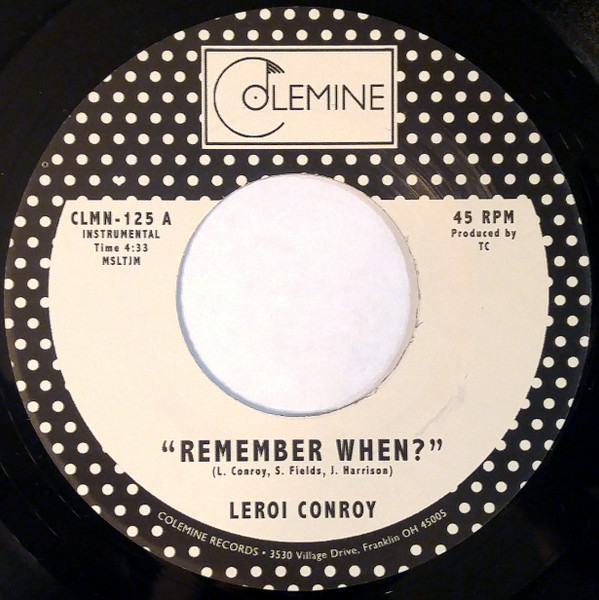 COLEMINE
CLMN-125 A
INSTRUMENTAL
Time 4:33
MSLTJM
45 RPM
Produced by
TC
“REMEMBER WHEN?”
(L. Conroy, S. Fields, J. Harrison)
LEROI CONROY
COLEMINE RECORDS • 3530 Village Drive, Franklin OH 45005